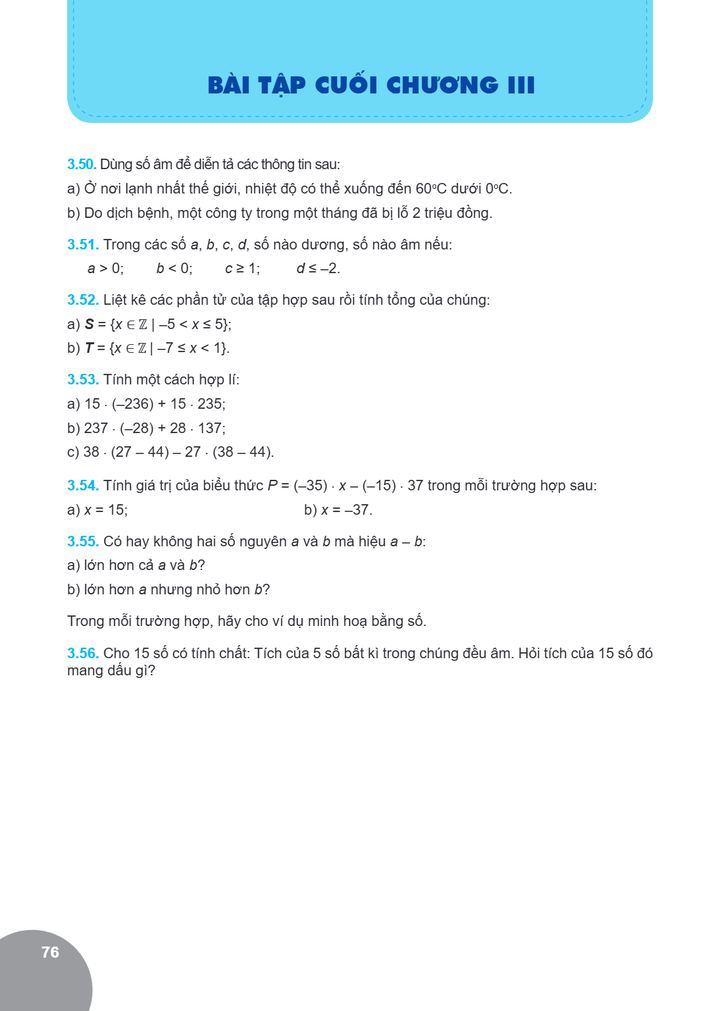 BÀI TẬP CUỐI CHƯƠNG III
3.50. Dùng số âm để diễn tả các thông tin sau:
a) Ở nơi lạnh nhất thế giới, nhiệt độ có thể xuống đến 60°C dưới 0°C.
b) Do dịch bệnh, một công ty trong một tháng đã bị lỗ 2 triệu đồng.
3.51. Trong các số a, b, c, d, số nào dương, số nào âm nếu:
a > 0; b < 0; c ≥ 1; d ≤ –2.
3.52. Liệt kê các phần tử của tập hợp sau rồi tính tổng của chúng:
a) S = {x ∈ ℤ | –5 < x ≤ 5};
b) T = {x ∈ ℤ | –7 ≤ x < 1}.
3.53. Tính một cách hợp lí:
a) 15 · (–236) + 15 · 235;
b) 237 · (–28) + 28 · 137;
c) 38 · (27 – 44) – 27 · (38 – 44).
3.54. Tính giá trị của biểu thức P = (–35) · x – (–15) · 37 trong mỗi trường hợp sau:
a) x = 15; b) x = –37.
3.55. Có hay không hai số nguyên a và b mà hiệu a – b:
a) lớn hơn cả a và b?
b) lớn hơn a nhưng nhỏ hơn b?
Trong mỗi trường hợp, hãy cho ví dụ minh hoạ bằng số.
3.56. Cho 15 số có tính chất: Tích của 5 số bất kì trong chúng đều âm. Hỏi tích của 15 số đó
mang dấu gì?
76